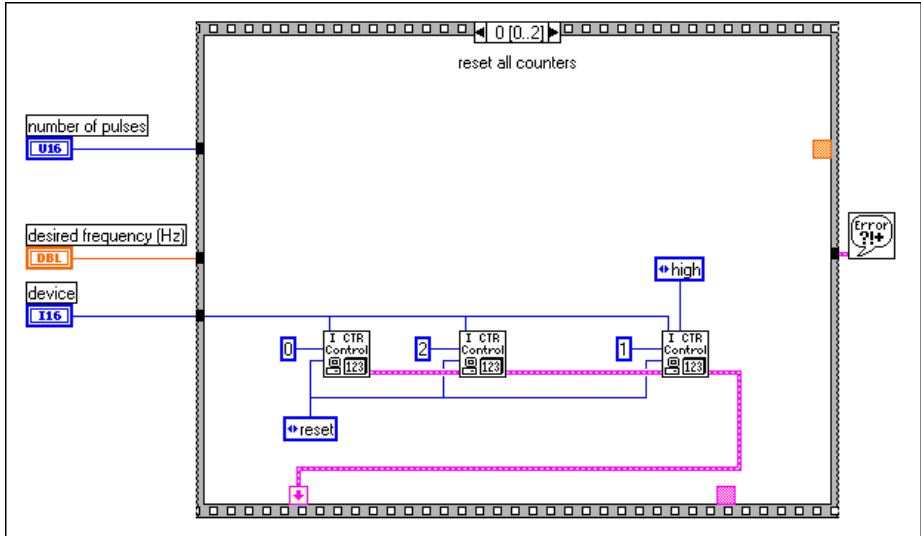 0 [0..2]
reset all counters
number of pulses
U16
desired frequency (Hz)
DBL
device
I16
Error
?!+
high
I CTR
Control
123
I CTR
Control
123
I CTR
Control
123
0
2
1
reset